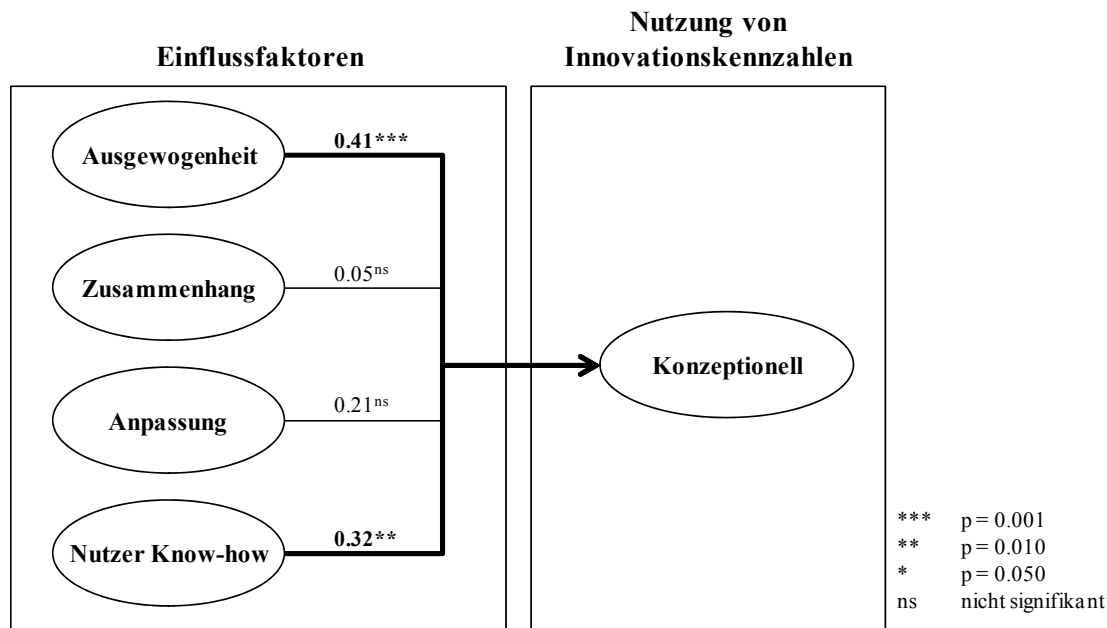 Einflussfaktoren
Nutzung von
Innovationskennzahlen
Ausgewogenheit
0.41***
Zusammenhang
0.05ns
Anpassung
0.21ns
Nutzer Know-how
0.32**
Konzeptionell
*** p = 0.001
** p = 0.010
* p = 0.050
ns nicht signifikant